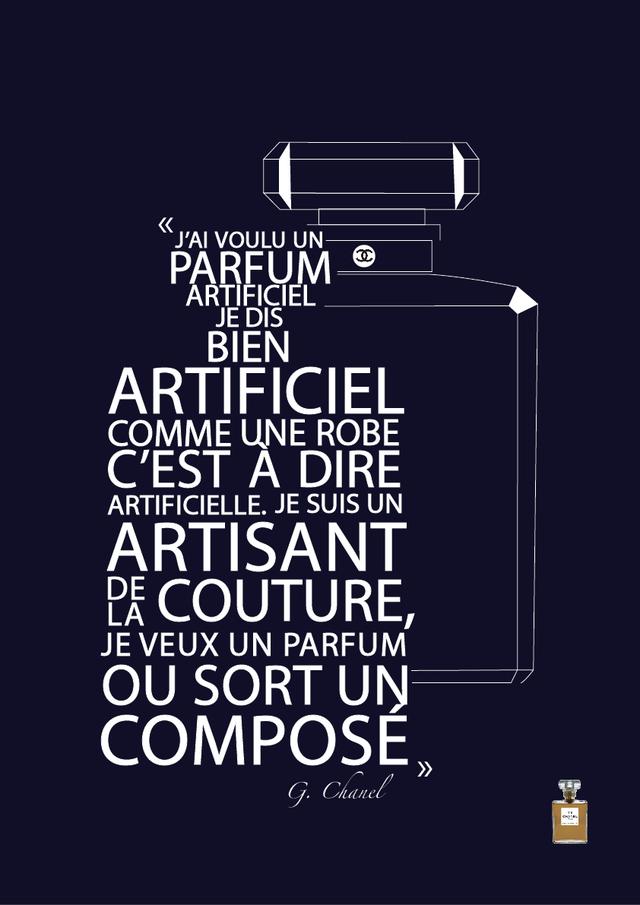 «
J'AI VOULU UN
PARFUM
ARTIFICIEL
JE DIS
BIEN
ARTIFICIEL
COMME UNE ROBE
C'EST À DIRE
ARTIFICIELLE. JE SUIS UN
ARTISANT
DE LA COUTURE,
JE VEUX UN PARFUM
OU SORT UN
COMPOSÉ
»
G. Chanel
CHANEL